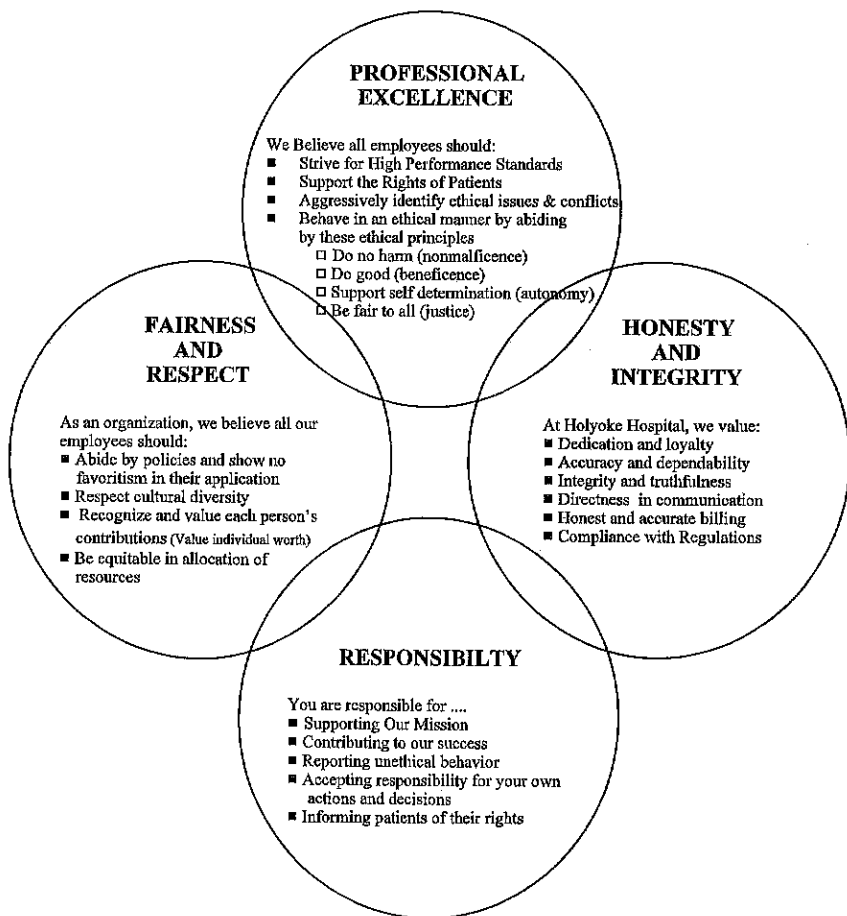 PROFESSIONAL
EXCELLENCE
We Believe all employees should:
■ Strive for High Performance Standards
■ Support the Rights of Patients
■ Aggressively identify ethical issues & conflicts
■ Behave in an ethical manner by abiding
by these ethical principles
□ Do no harm (nonmalficence)
□ Do good (beneficence)
□ Support self determination (autonomy)
□ Be fair to all (justice)
FAIRNESS
AND
RESPECT
As an organization, we believe all our
employees should:
■ Abide by policies and show no
favoritism in their application
■ Respect cultural diversity
■ Recognize and value each person's
contributions (Value individual worth)
■ Be equitable in allocation of
resources
HONESTY
AND
INTEGRITY
At Holyoke Hospital, we value:
■ Dedication and loyalty
■ Accuracy and dependability
■ Integrity and truthfulness
■ Directness in communication
■ Honest and accurate billing
■ Compliance with Regulations
RESPONSIBILTY
You are responsible for ....
■ Supporting Our Mission
■ Contributing to our success
■ Reporting unethical behavior
■ Accepting responsibility for your own
actions and decisions
■ Informing patients of their rights